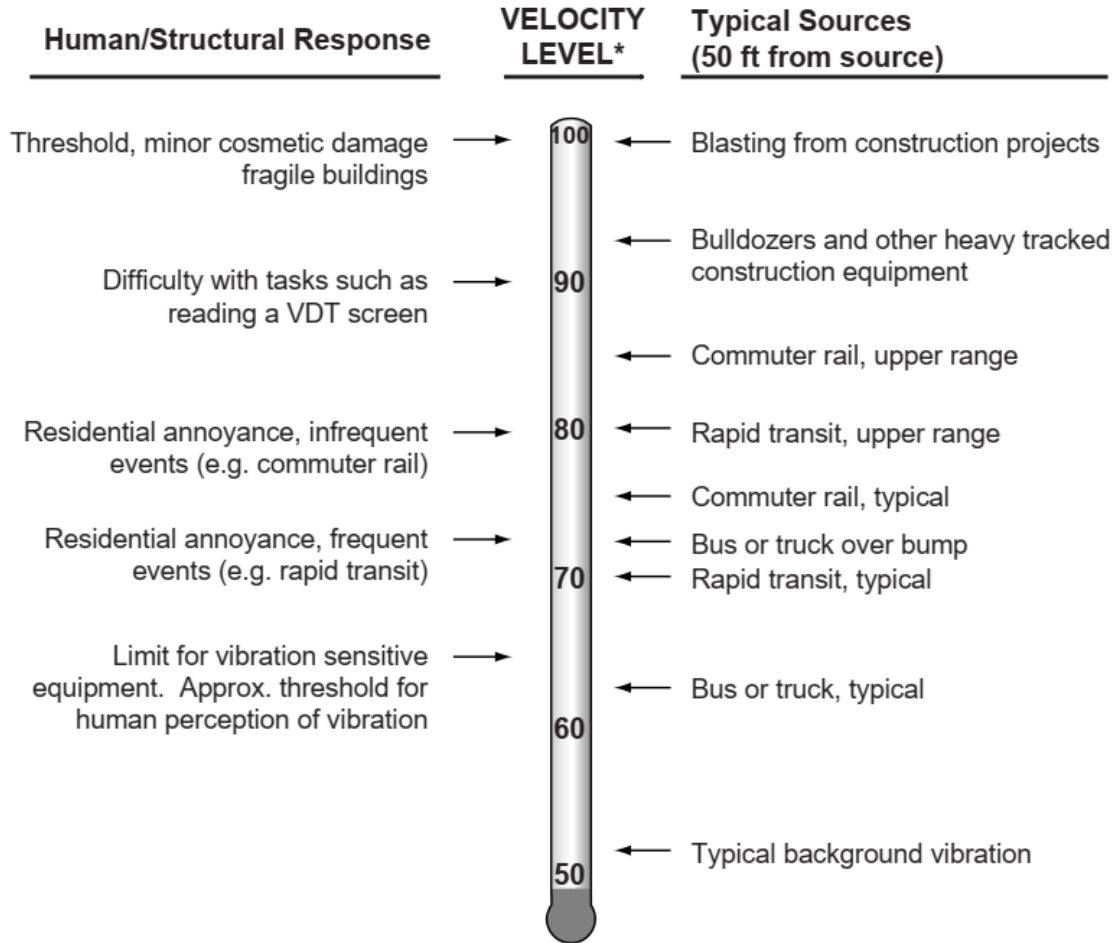 Human/Structural Response
VELOCITY
LEVEL*
Typical Sources
(50 ft from source)
Threshold, minor cosmetic damage
fragile buildings
100
Blasting from construction projects
Bulldozers and other heavy tracked
construction equipment
Difficulty with tasks such as
reading a VDT screen
90
Commuter rail, upper range
Residential annoyance, infrequent
events (e.g. commuter rail)
80
Rapid transit, upper range
Commuter rail, typical
Residential annoyance, frequent
events (e.g. rapid transit)
Bus or truck over bump
70
Rapid transit, typical
Limit for vibration sensitive
equipment. Approx. threshold for
human perception of vibration
Bus or truck, typical
60
Typical background vibration
50